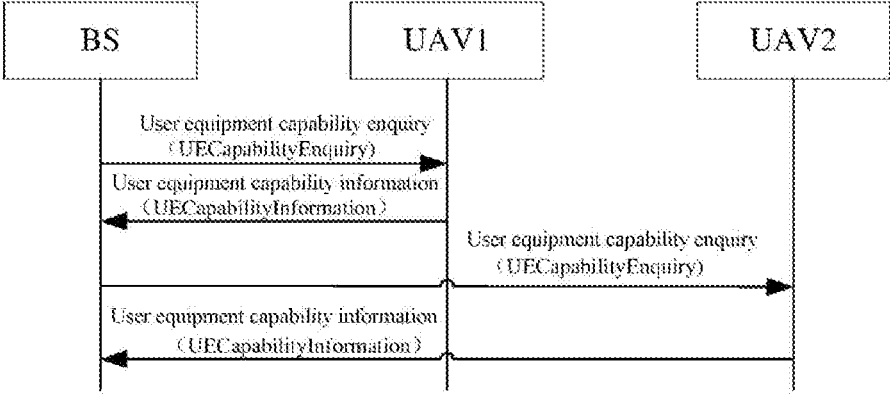 BS
UAV1
UAV2
User equipment capability enquiry
（UECapabilityEnquiry)
User equipment capability information
（UECapabilityInformation）
User equipment capability enquiry
（UECapabilityEnquiry)
User equipment capability information
（UECapabilityInformation）